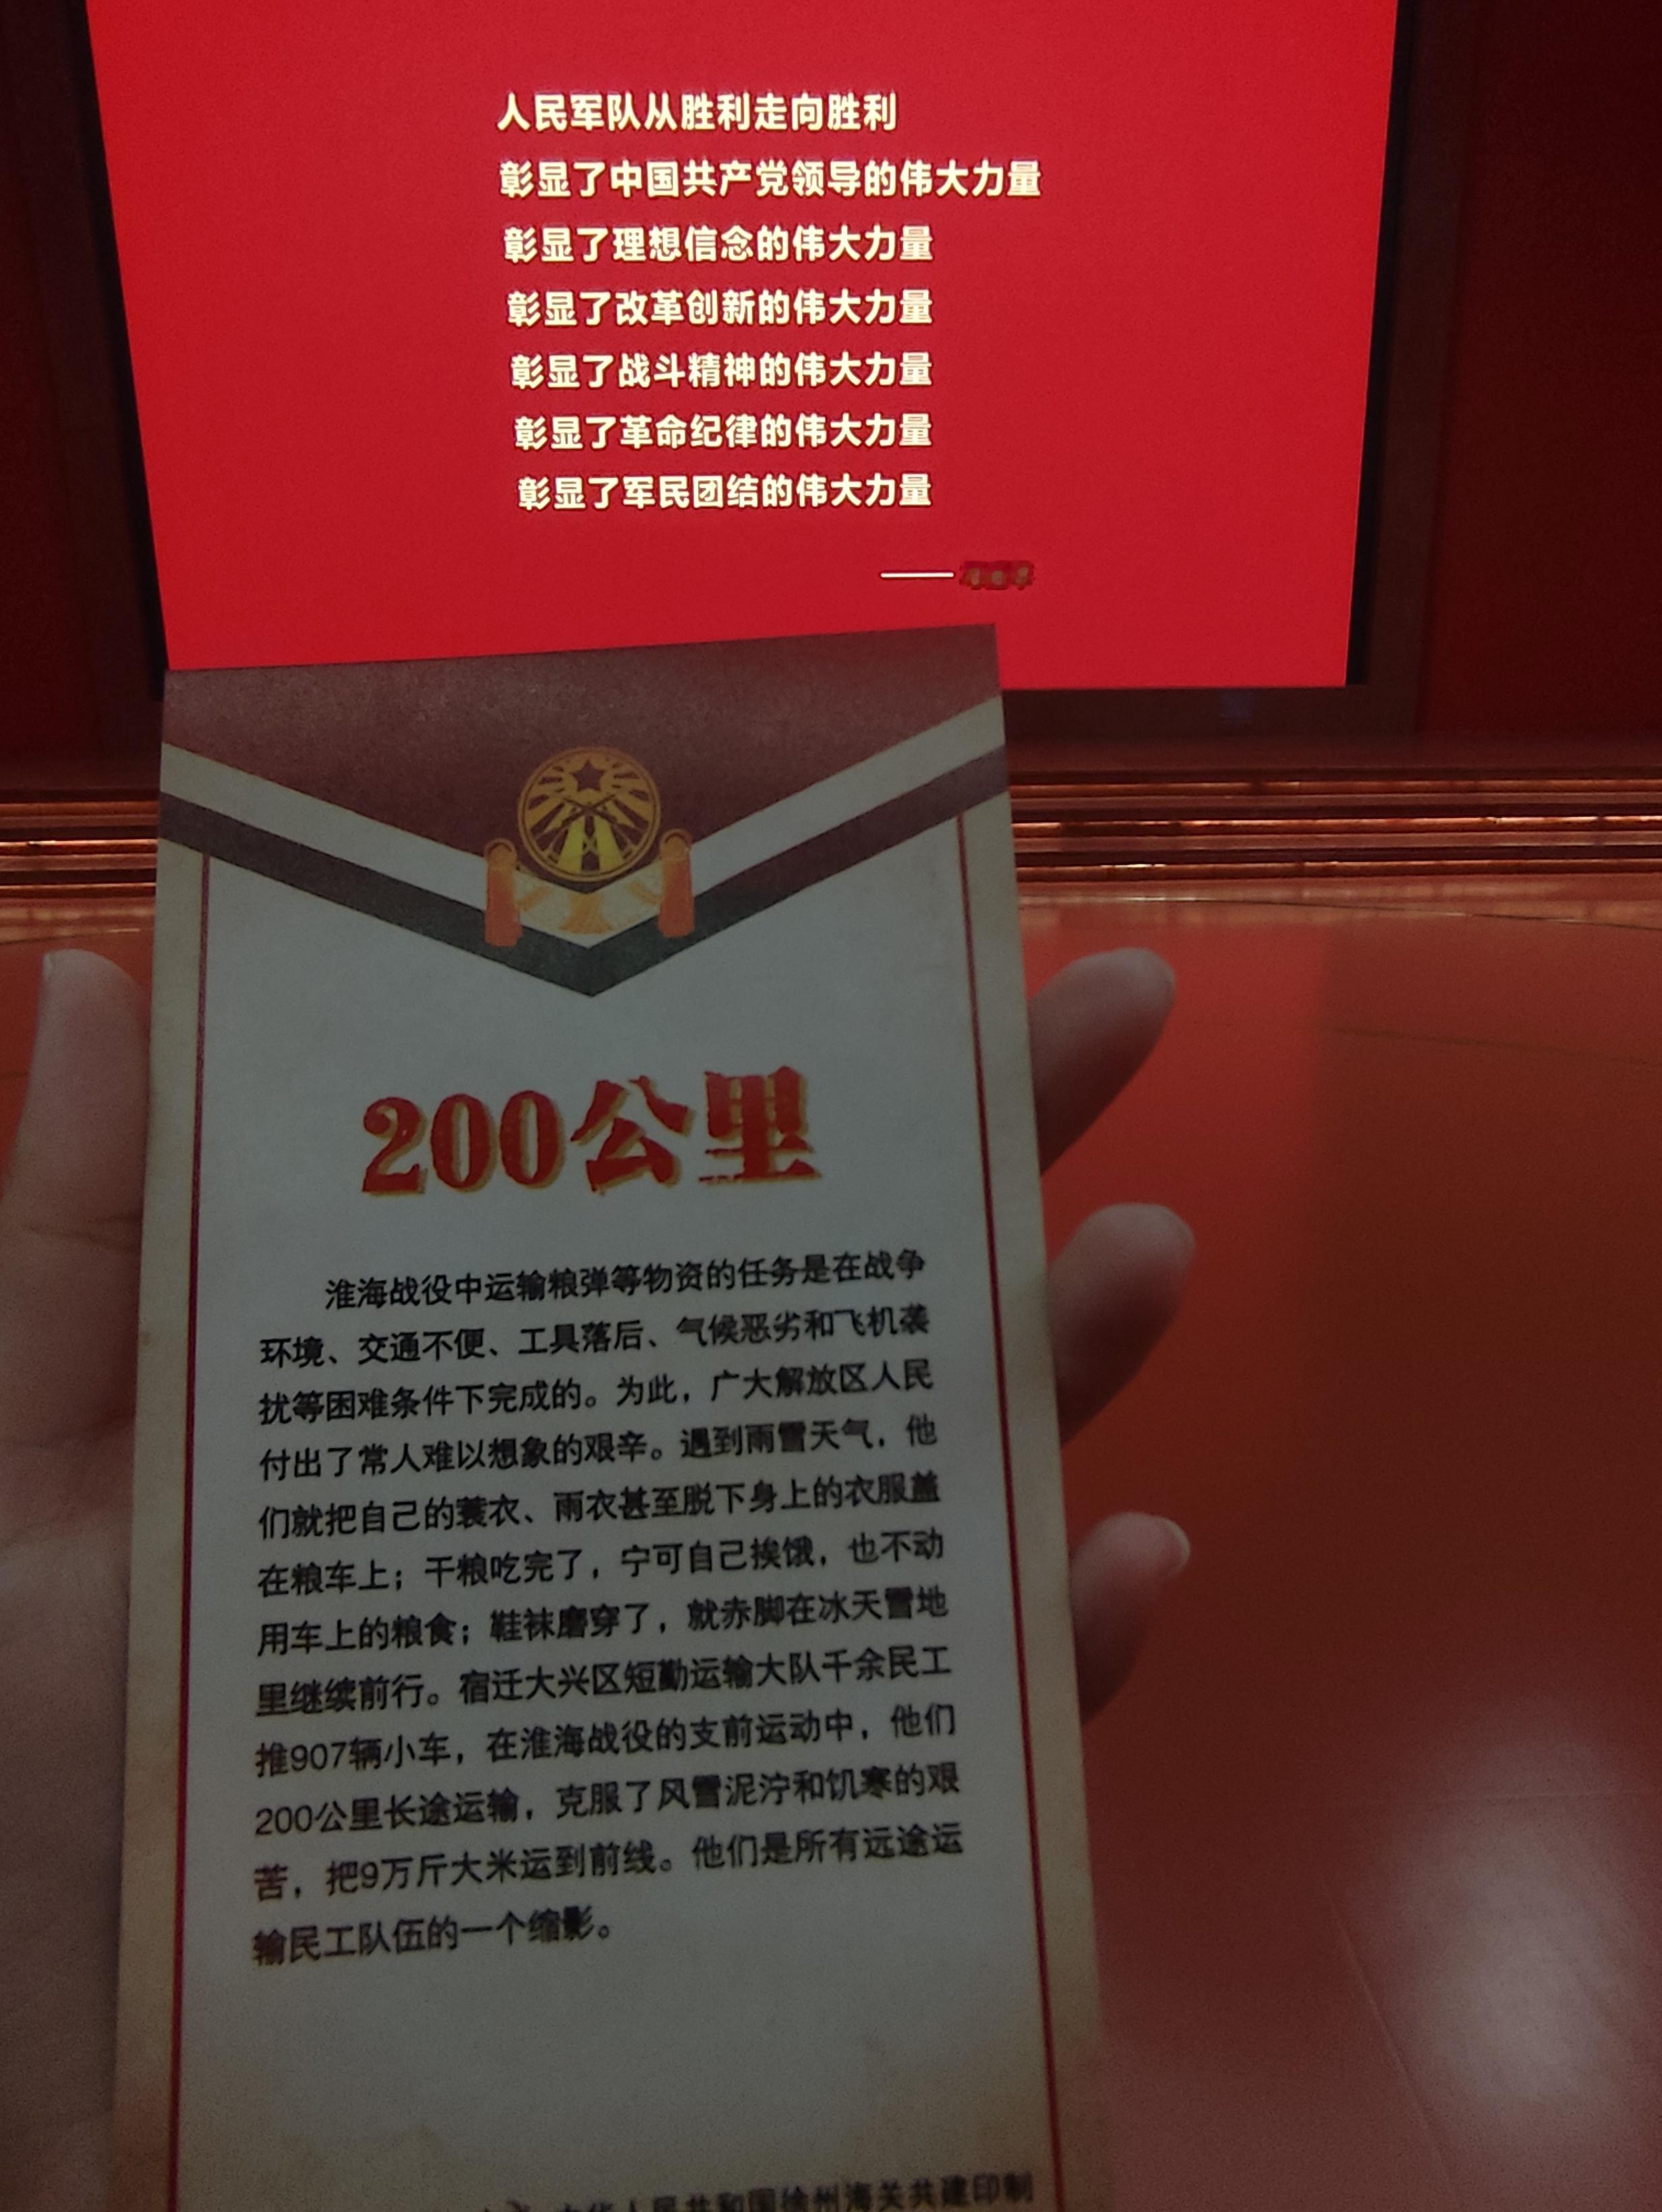 人民军队从胜利走向胜利
彰显了中国共产党领导的伟大力量
彰显了理想信念的伟大力量
彰显了改革创新的伟大力量
彰显了战斗精神的伟大力量
彰显了革命纪律的伟大力量
彰显了军民团结的伟大力量
——
200公里
淮海战役中运输粮弹等物资的任务是在战争
环境、交通不便、工具落后、气候恶劣和飞机袭
扰等困难条件下完成的。为此，广大解放区人民
付出了常人难以想象的艰辛。遇到雨雪天气，他
们就把自己的蓑衣、雨衣甚至脱下身上的衣服盖
在粮车上；干粮吃完了，宁可自己挨饿，也不动
用车上的粮食；鞋袜磨穿了，就赤脚在冰天雪地
里继续前行。宿迁大兴区短勤运输大队千余民工
推907辆小车，在淮海战役的支前运动中，他们
200公里长途运输，克服了风雪泥泞和饥寒的艰
苦，把9万斤大米运到前线。他们是所有远途运
输民工队伍的一个缩影。
中华人民共和国徐州海关共建印制